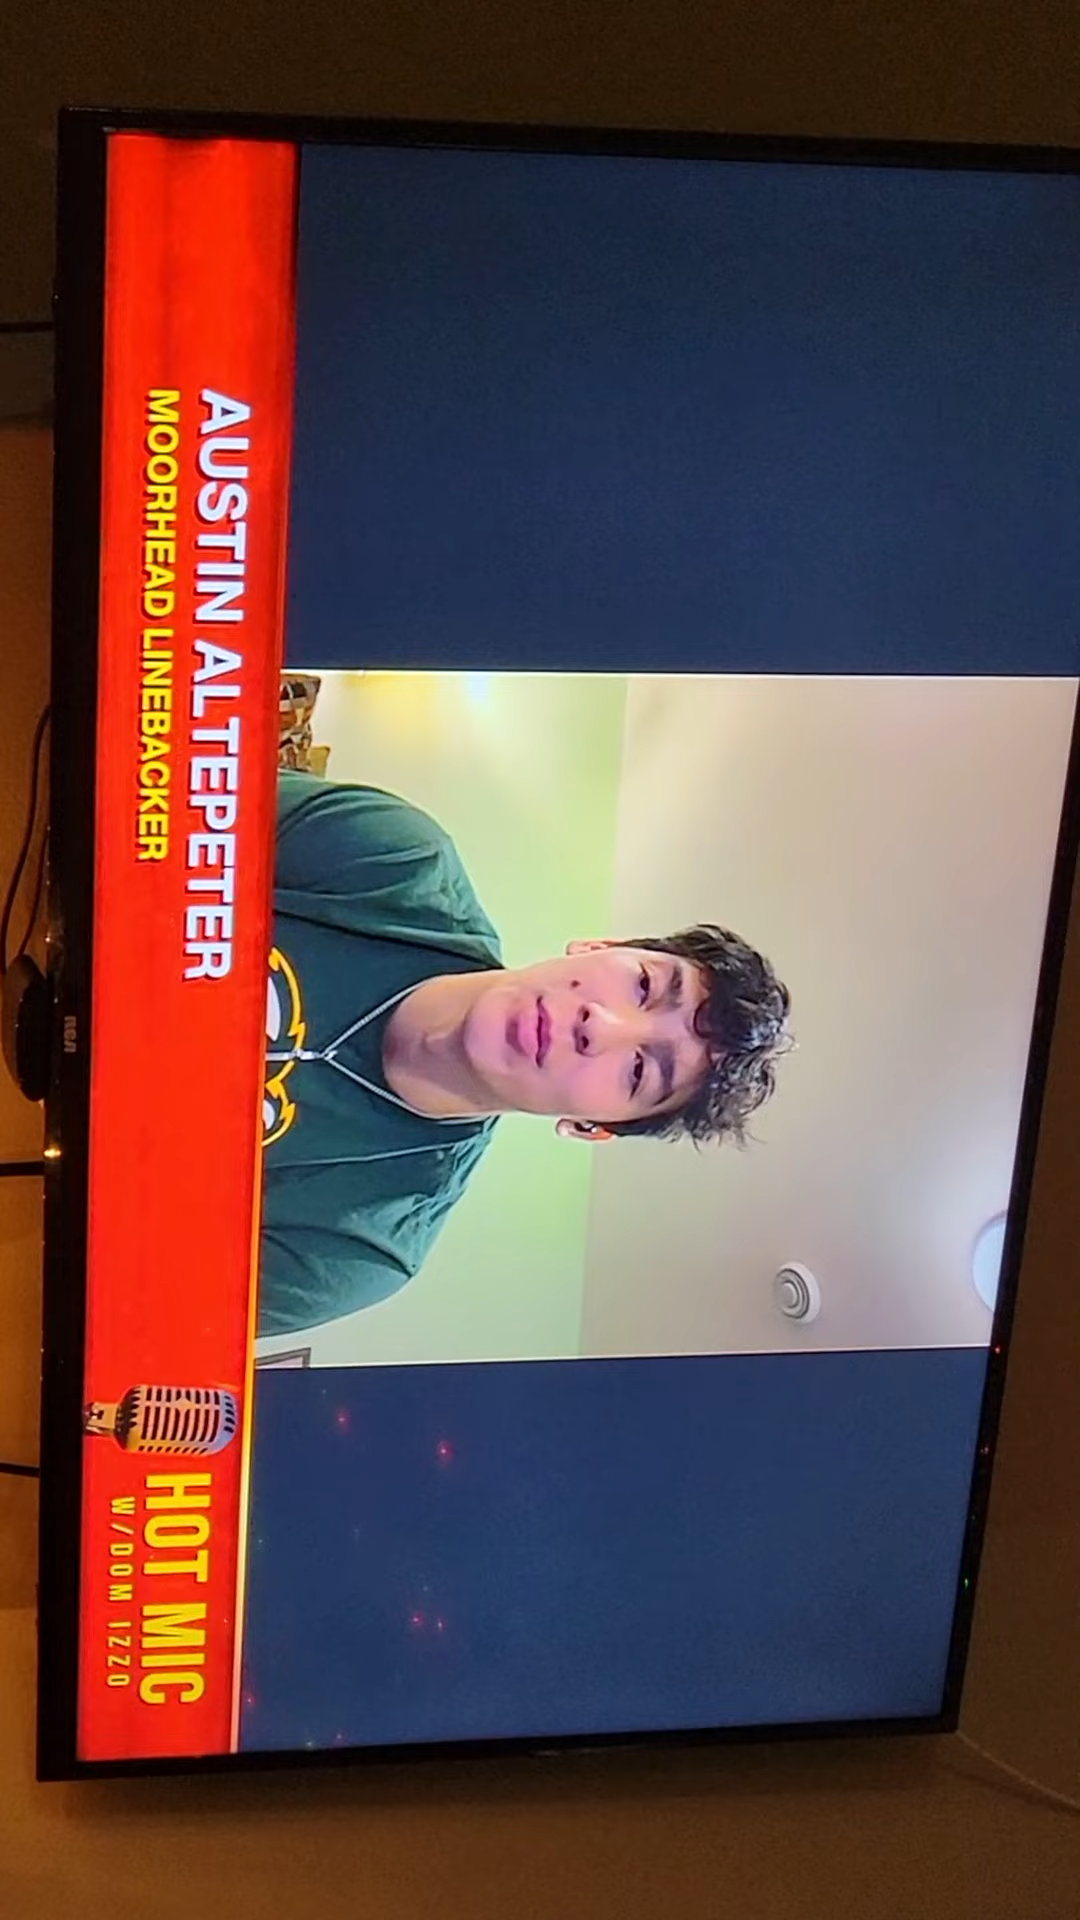 AUSTIN ALTEPETER
MOORHEAD LINEBACKER
HOT MIC
W/DOM IZZO
RCA